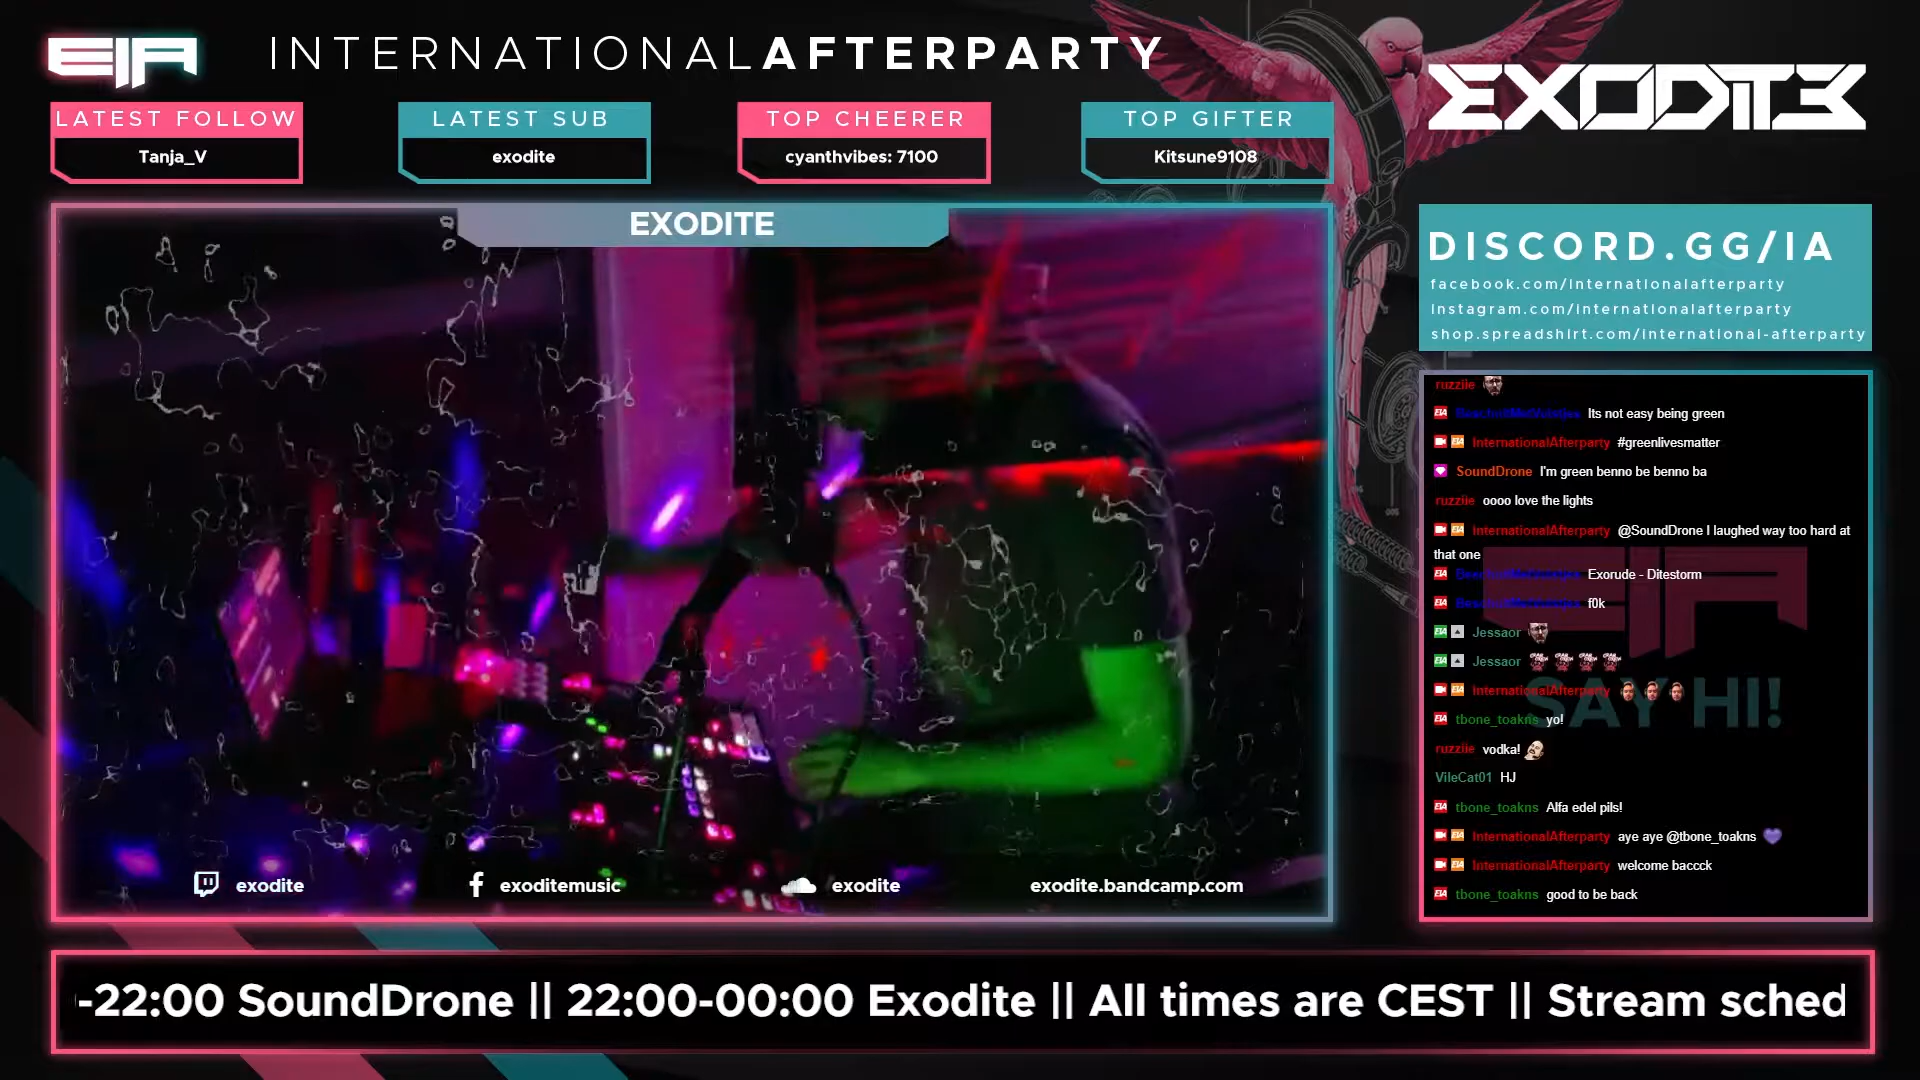 EIA
INTERNATIONALAFTERPARTY
EXODITE
LATEST FOLLOW
Tanja_V
LATEST SUB
exodite
TOP CHEERER
cyanthvibes: 7100
TOP GIFTER
Kitsune9108
EXODITE
exodite
exoditemusic
exodite
exodite.bandcamp.com
DISCORD.GG/IA
facebook.com/internationalafterparty
instagram.com/internationalafterparty
shop.spreadshirt.com/international-afterparty
ruzziie
Its not easy being green
InternationalAfterparty #greenlivesmatter
SoundDrone I'm green benno be benno ba
ruzziie oooo love the lights
InternationalAfterparty @SoundDrone I laughed way too hard at
that one
Exorude - Ditestorm
f0k
Jessaor
Jessaor
InternationalAfterparty
SAY HI!
tbone_toakns yo!
ruzziie vodka!
VileCat01 HJ
tbone_toakns Alfa edel pils!
InternationalAfterparty aye aye @tbone_toakns
InternationalAfterparty welcome baccck
tbone_toakns good to be back
-22:00 SoundDrone || 22:00-00:00 Exodite || All times are CEST || Stream sched